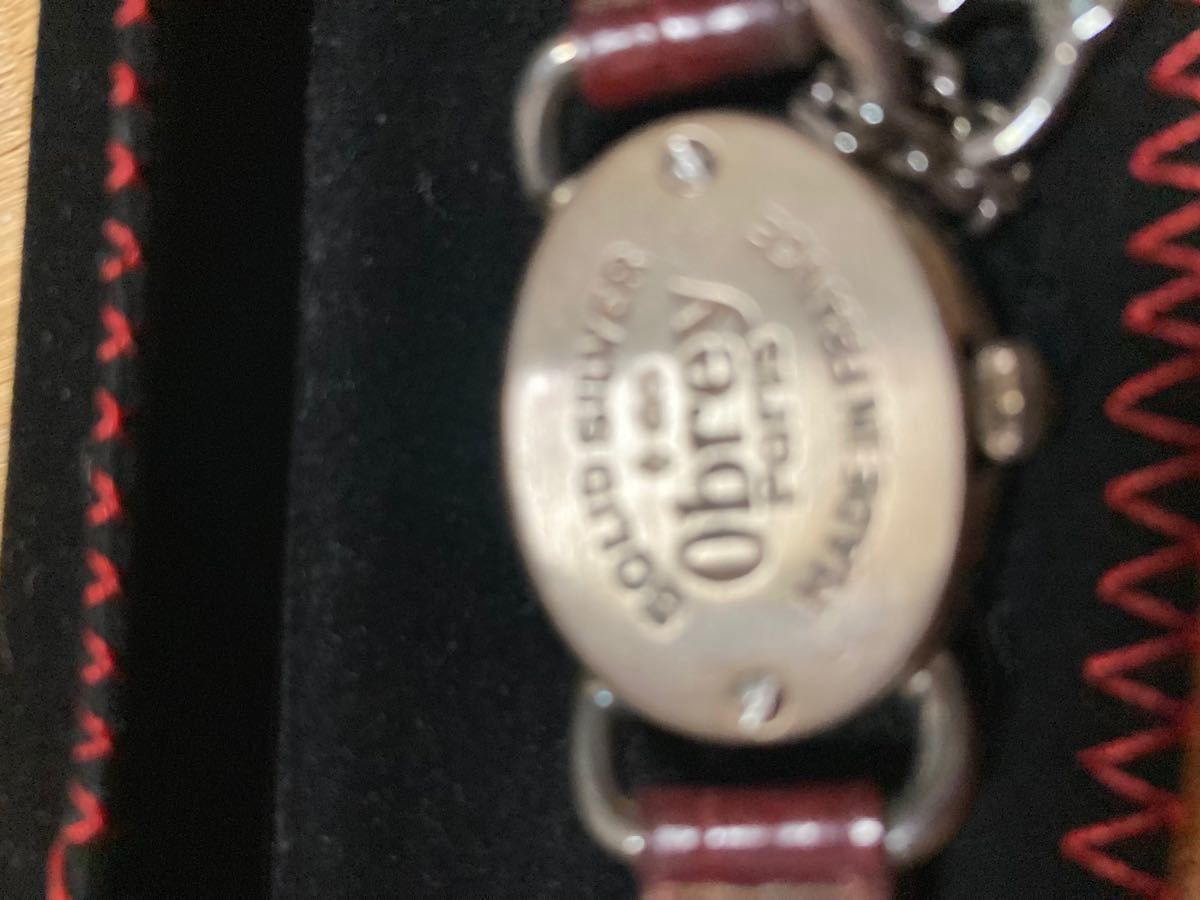 SOLID SILVER
Obrey
Paris
MADE IN FRANCE